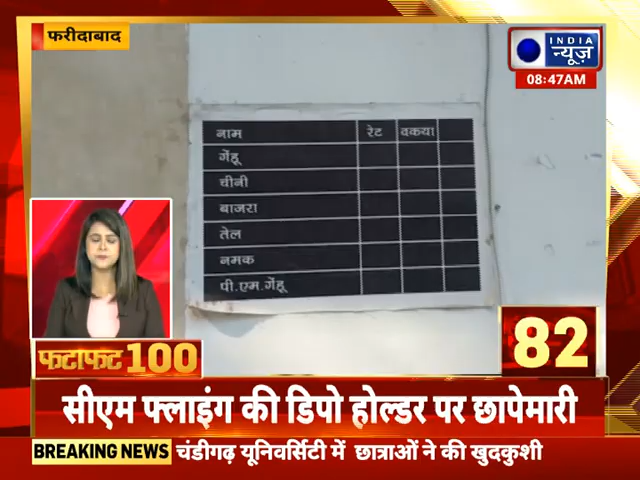 फरीदाबाद
INDIA
न्यूज़
08:47AM
नाम रेट वकया
गेंहू
चीनी
बाजरा
तेल
नमक
पी.एम.गेंहू
फटाफट 100
82
सीएम फ्लाइंग की डिपो होल्डर पर छापेमारी
BREAKING NEWS चंडीगढ़ यूनिवर्सिटी में छात्राओं ने की खुदकुशी